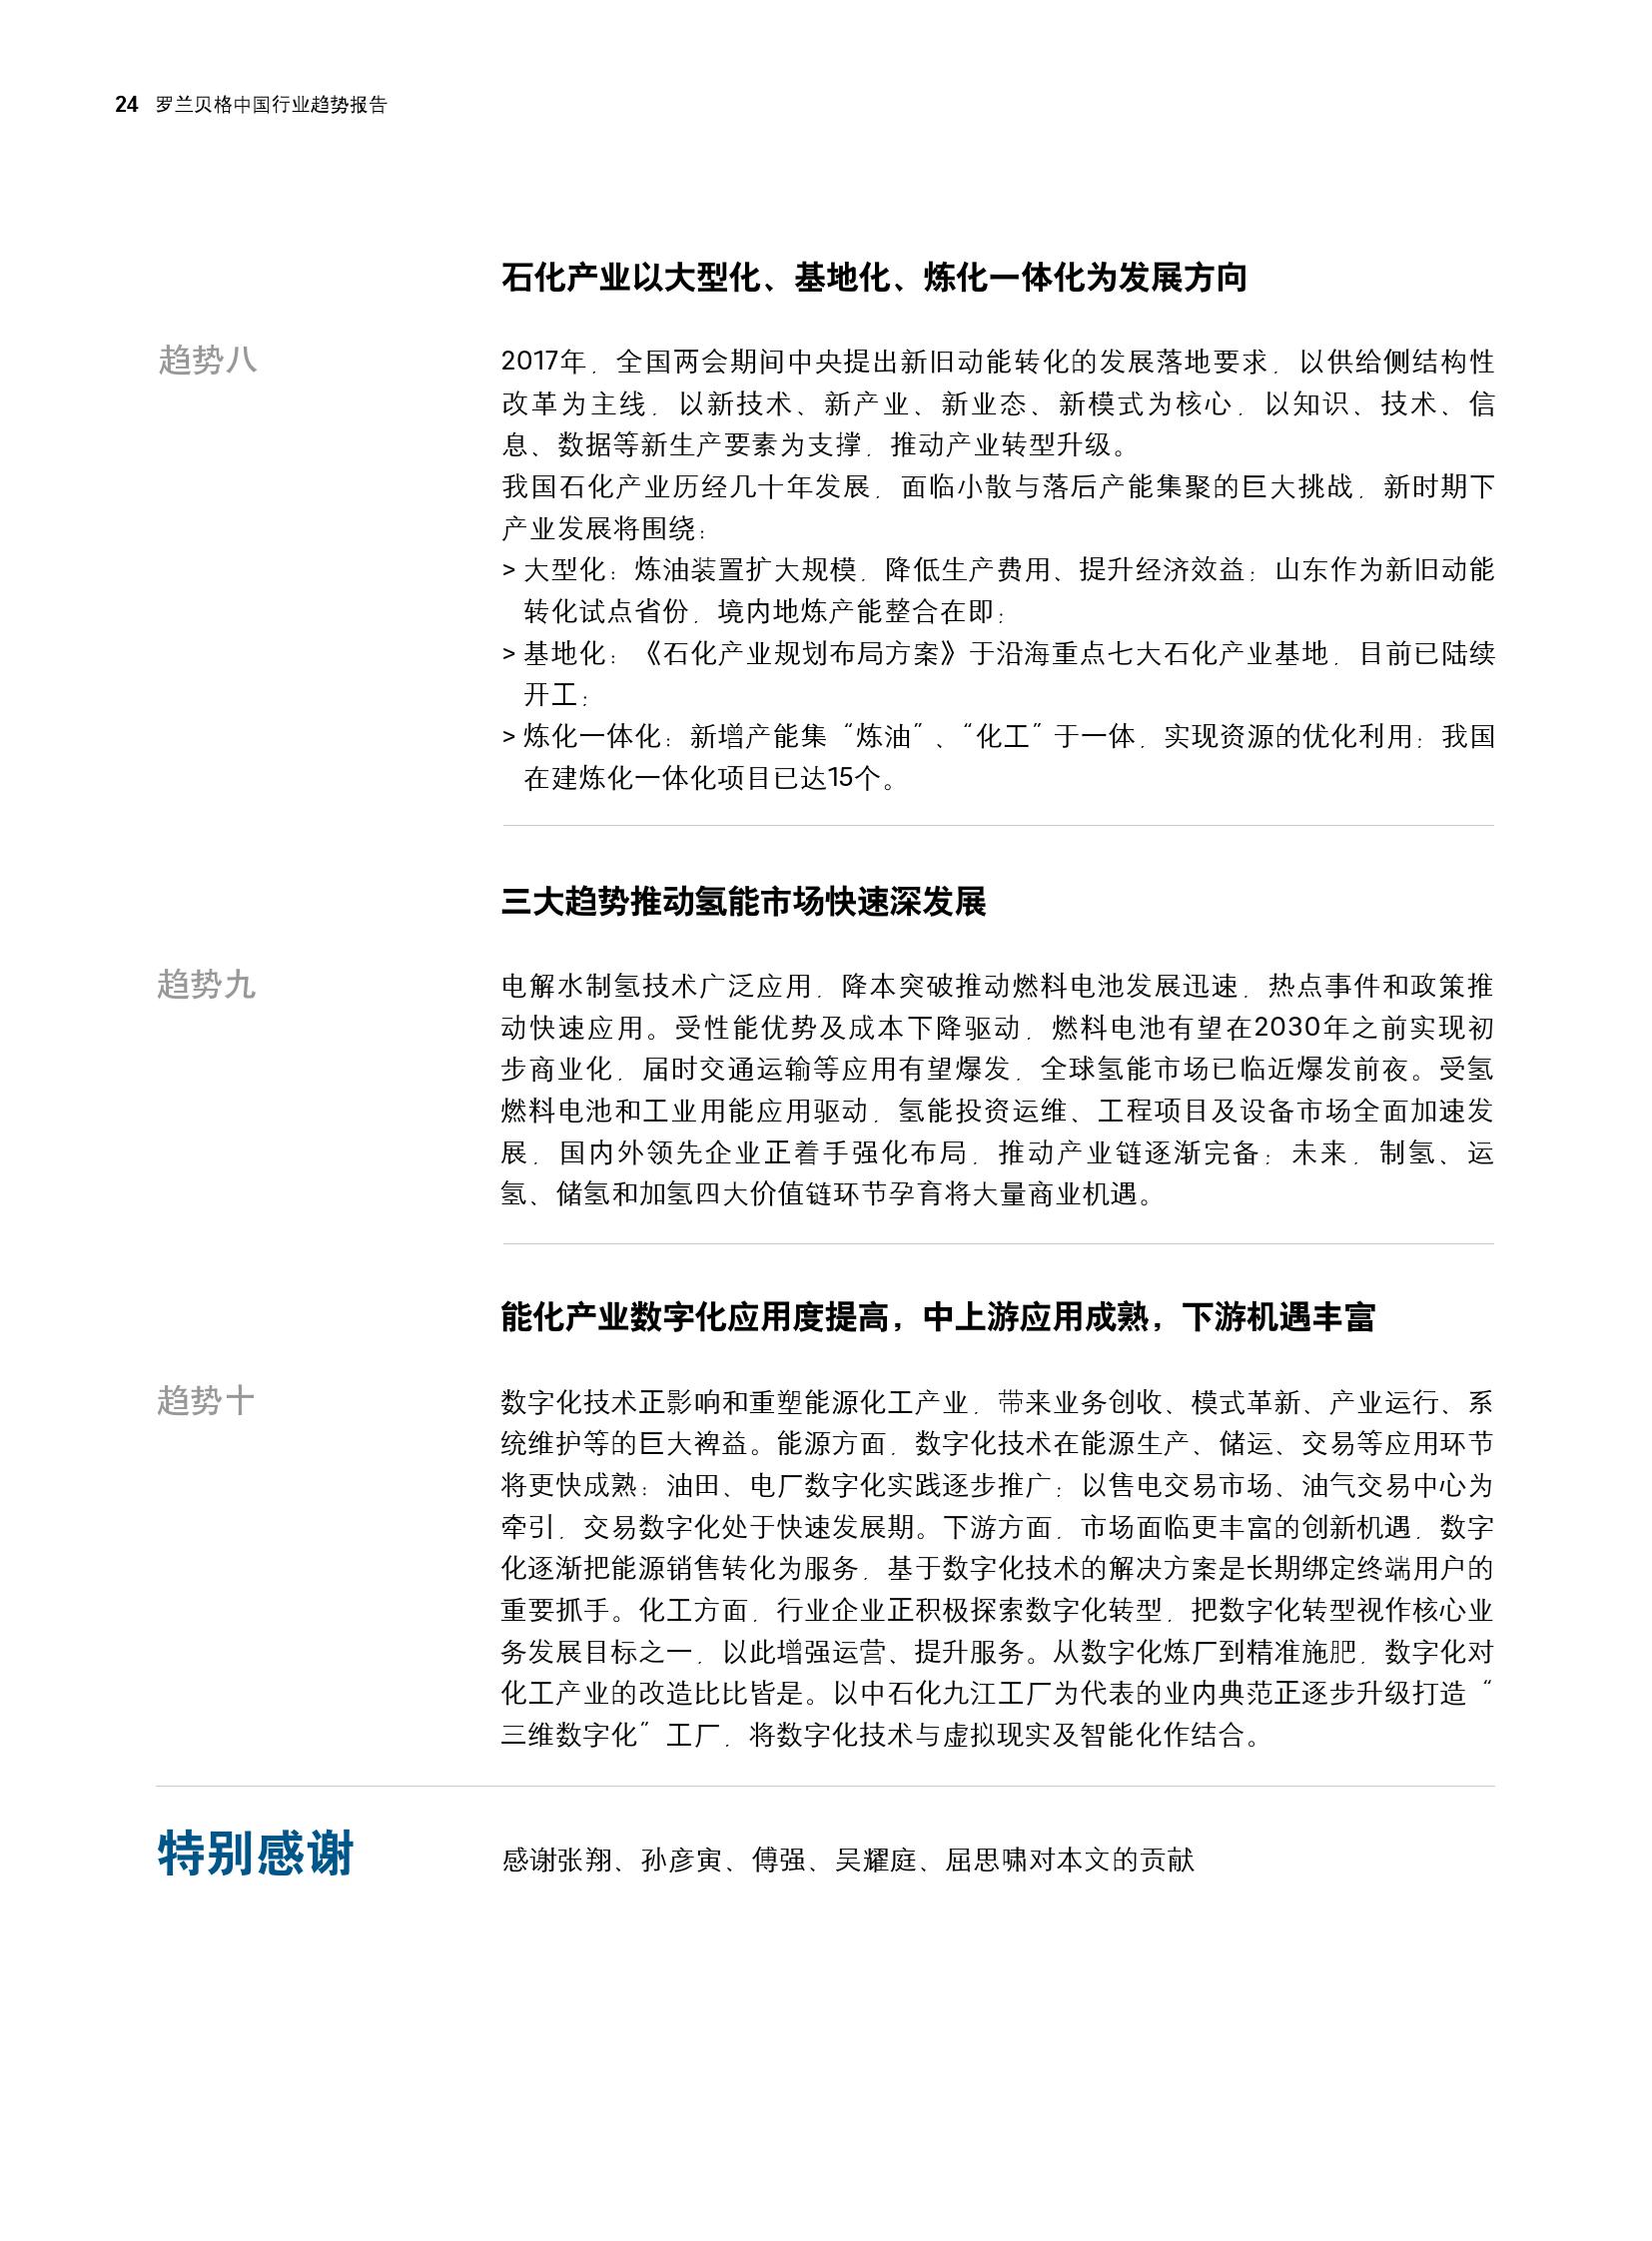 24 罗兰贝格中国行业趋势报告
石化产业以大型化、基地化、炼化一体化为发展方向
趋势八
2017年，全国两会期间中央提出新旧动能转化的发展落地要求，以供给侧结构性
改革为主线，以新技术、新产业、新业态、新模式为核心，以知识、技术、信
息、数据等新生产要素为支撑，推动产业转型升级。
我国石化产业历经几十年发展，面临小散与落后产能集聚的巨大挑战，新时期下
产业发展将围绕：
> 大型化：炼油装置扩大规模，降低生产费用、提升经济效益；山东作为新旧动能
转化试点省份，境内地炼产能整合在即；
> 基地化：《石化产业规划布局方案》于沿海重点七大石化产业基地，目前已陆续
开工；
> 炼化一体化：新增产能集“炼油”、“化工”于一体，实现资源的优化利用；我国
在建炼化一体化项目已达15个。
三大趋势推动氢能市场快速深发展
趋势九
电解水制氢技术广泛应用，降本突破推动燃料电池发展迅速，热点事件和政策推
动快速应用。受性能优势及成本下降驱动，燃料电池有望在2030年之前实现初
步商业化，届时交通运输等应用有望爆发，全球氢能市场已临近爆发前夜。受氢
燃料电池和工业用能应用驱动，氢能投资运维、工程项目及设备市场全面加速发
展，国内外领先企业正着手强化布局，推动产业链逐渐完备；未来，制氢、运
氢、储氢和加氢四大价值链环节孕育将大量商业机遇。
能化产业数字化应用度提高，中上游应用成熟，下游机遇丰富
趋势十
数字化技术正影响和重塑能源化工产业，带来业务创收、模式革新、产业运行、系
统维护等的巨大裨益。能源方面，数字化技术在能源生产、储运、交易等应用环节
将更快成熟：油田、电厂数字化实践逐步推广；以售电交易市场、油气交易中心为
牵引，交易数字化处于快速发展期。下游方面，市场面临更丰富的创新机遇，数字
化逐渐把能源销售转化为服务，基于数字化技术的解决方案是长期绑定终端用户的
重要抓手。化工方面，行业企业正积极探索数字化转型，把数字化转型视作核心业
务发展目标之一，以此增强运营、提升服务。从数字化炼厂到精准施肥，数字化对
化工产业的改造比比皆是。以中石化九江工厂为代表的业内典范正逐步升级打造“
三维数字化”工厂，将数字化技术与虚拟现实及智能化作结合。
特别感谢
感谢张翔、孙彦寅、傅强、吴耀庭、屈思啸对本文的贡献